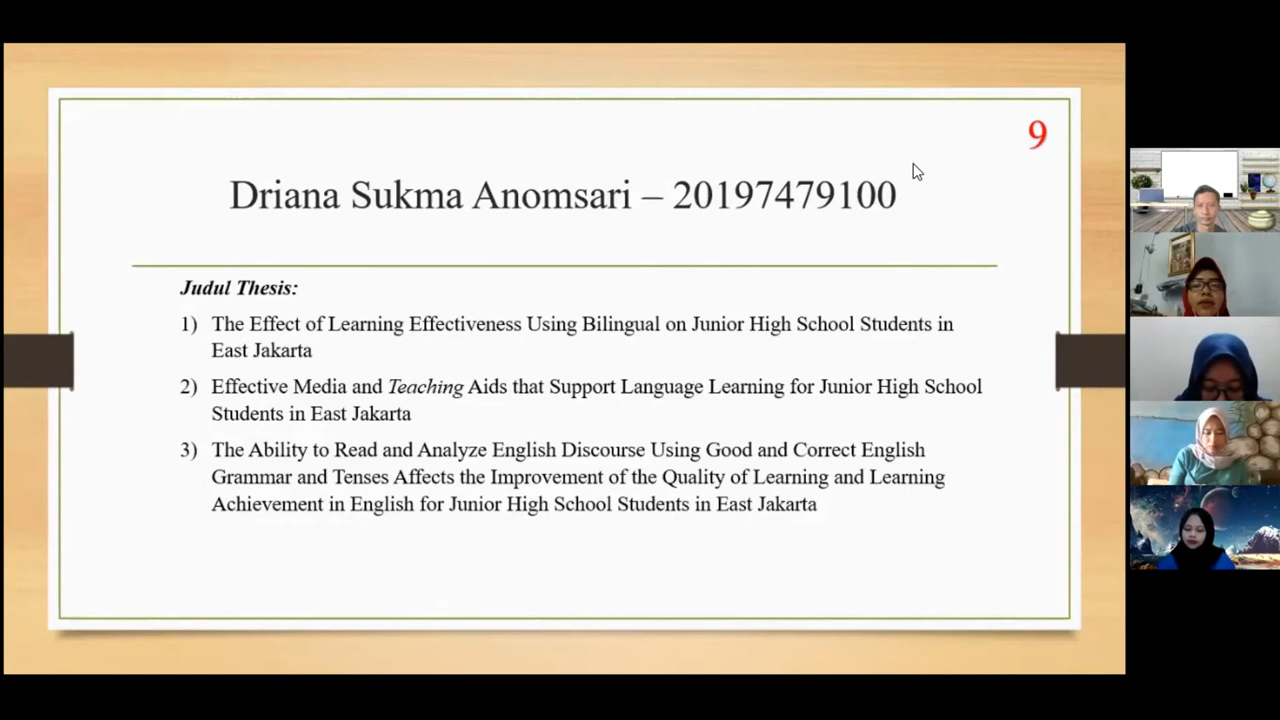 9
Driana Sukma Anomsari – 20197479100
Judul Thesis:
1) The Effect of Learning Effectiveness Using Bilingual on Junior High School Students in
East Jakarta
2) Effective Media and Teaching Aids that Support Language Learning for Junior High School
Students in East Jakarta
3) The Ability to Read and Analyze English Discourse Using Good and Correct English
Grammar and Tenses Affects the Improvement of the Quality of Learning and Learning
Achievement in English for Junior High School Students in East Jakarta